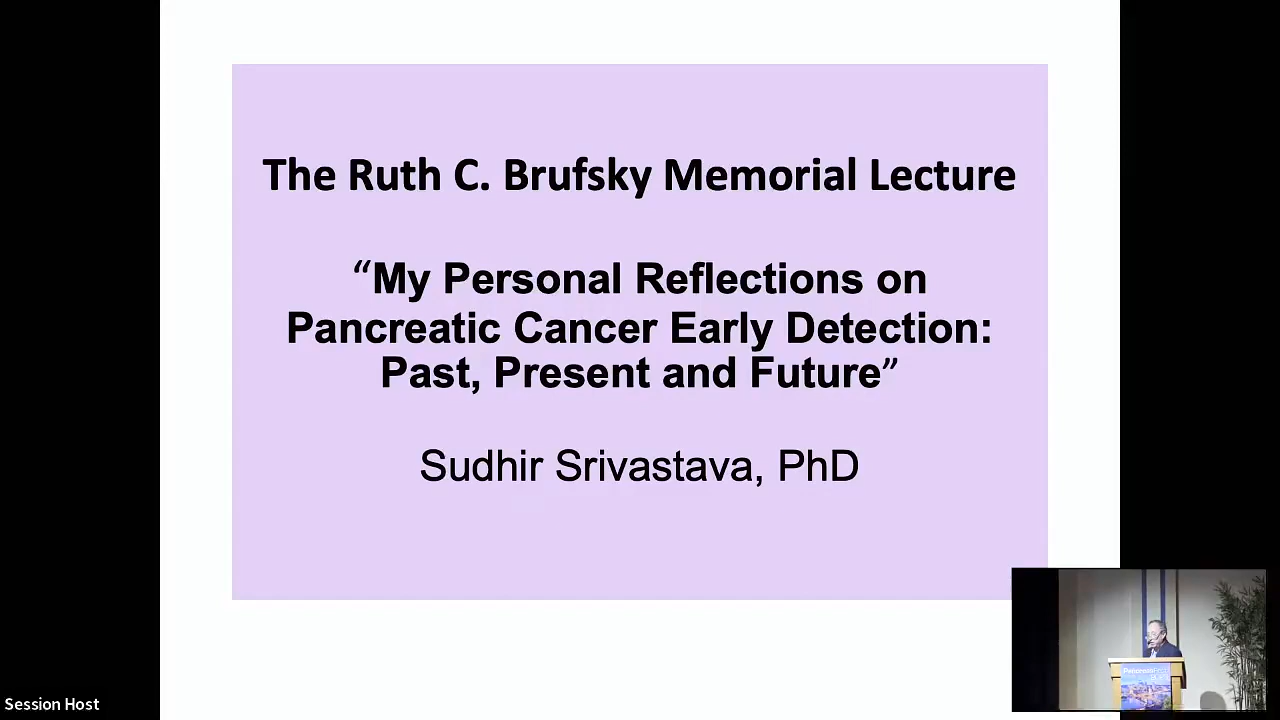 The Ruth C. Brufsky Memorial Lecture
“My Personal Reflections on
Pancreatic Cancer Early Detection:
Past, Present and Future”
Sudhir Srivastava, PhD
Session Host